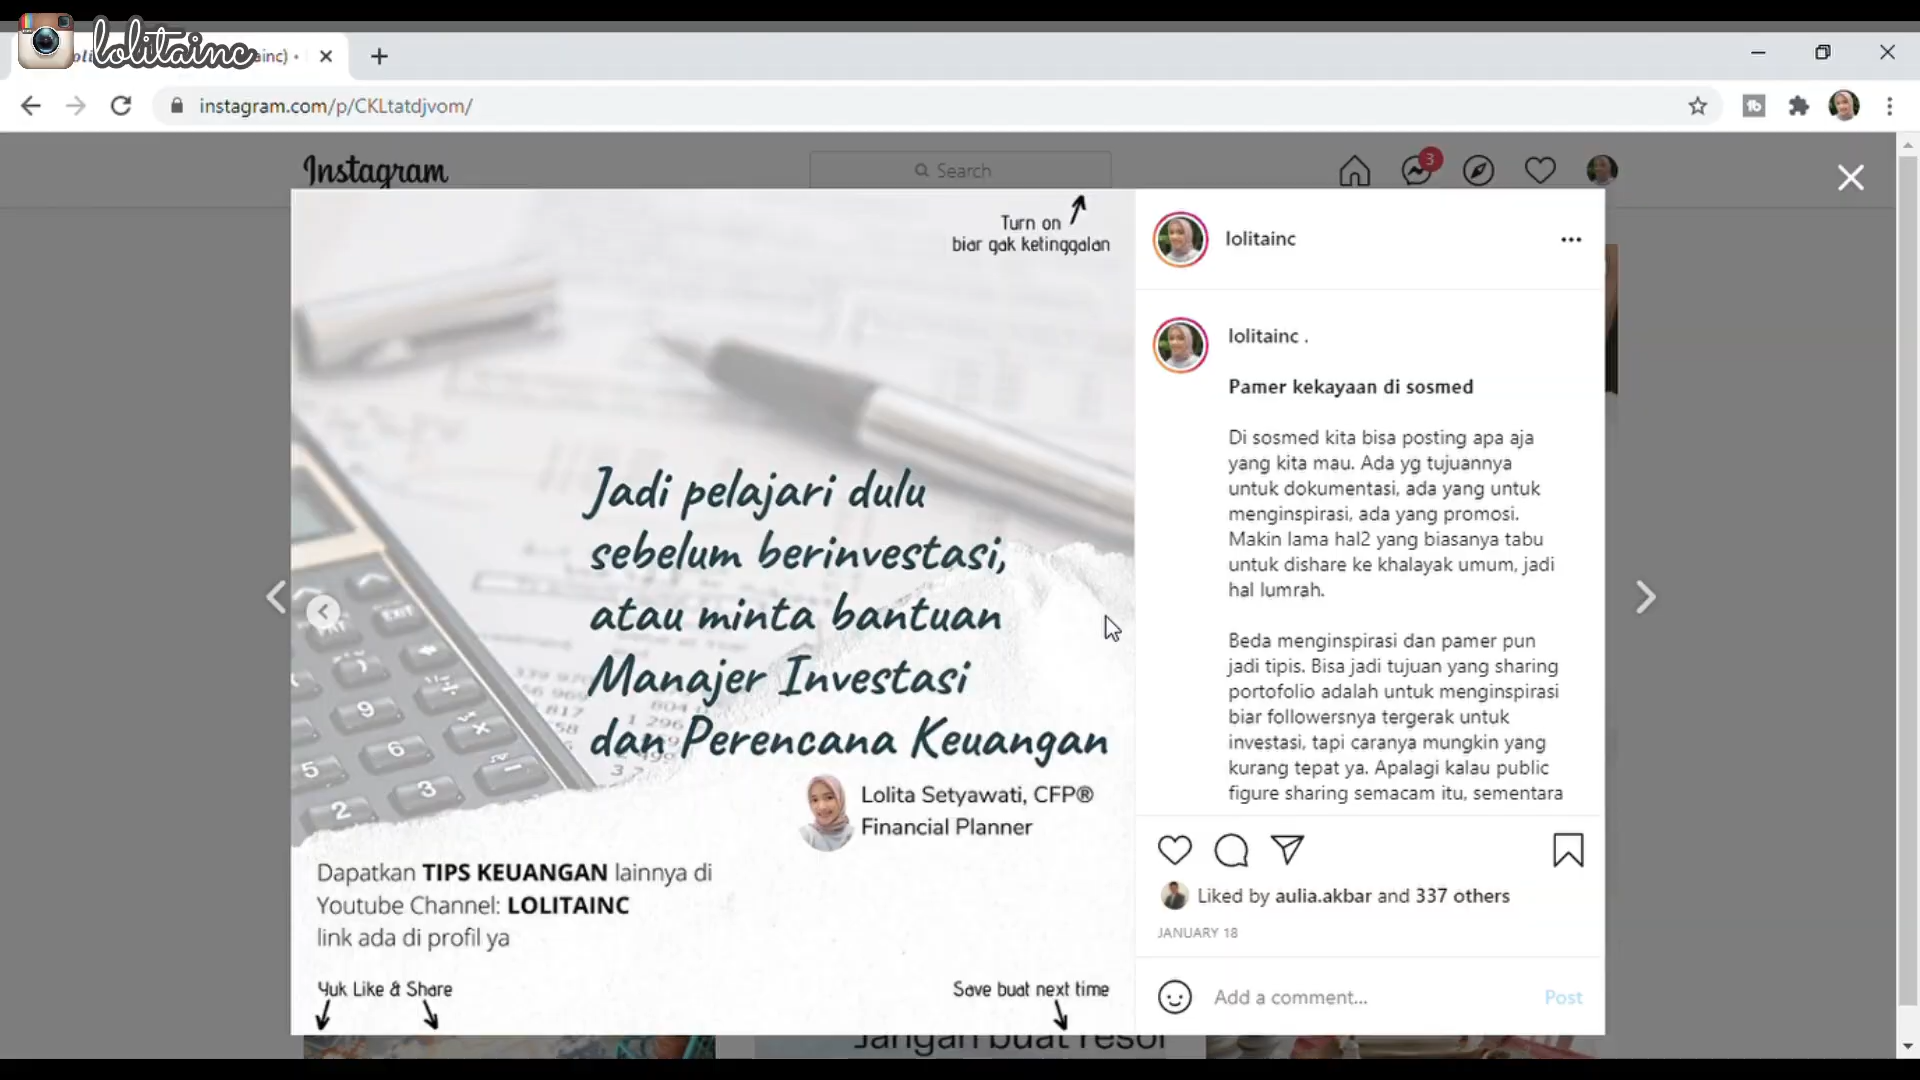 lolitainc
inc) •
instagram.com/p/CKLtatdjvom/
Instagram
Search
3
Turn on
biar gak ketinggalan
Jadi pelajari dulu
sebelum berinvestasi,
atau minta bantuan
Manajer Investasi
dan Perencana Keuangan
Lolita Setyawati, CFP®
Financial Planner
Dapatkan TIPS KEUANGAN lainnya di
Youtube Channel: LOLITAINC
link ada di profil ya
Yuk Like & Share
Save buat next time
lolitainc
lolitainc .
Pamer kekayaan di sosmed
Di sosmed kita bisa posting apa aja
yang kita mau. Ada yg tujuannya
untuk dokumentasi, ada yang untuk
menginspirasi, ada yang promosi.
Makin lama hal2 yang biasanya tabu
untuk dishare ke khalayak umum, jadi
hal lumrah.
Beda menginspirasi dan pamer pun
jadi tipis. Bisa jadi tujuan yang sharing
portofolio adalah untuk menginspirasi
biar followersnya tergerak untuk
investasi, tapi caranya mungkin yang
kurang tepat ya. Apalagi kalau public
figure sharing semacam itu, sementara
Liked by aulia.akbar and 337 others
JANUARY 18
Add a comment...
Post
Jangan buat resol